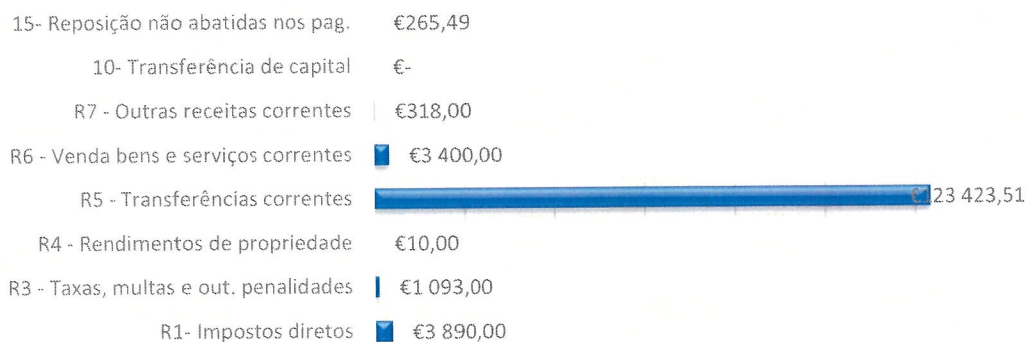 15- Reposição não abatidas nos pag. €265,49
10- Transferência de capital €-
R7 - Outras receitas correntes €318,00
R6 - Venda bens e serviços correntes €3 400,00
R5 - Transferências correntes €123 423,51
R4 - Rendimentos de propriedade €10,00
R3 - Taxas, multas e out. penalidades €1 093,00
R1- Impostos diretos €3 890,00